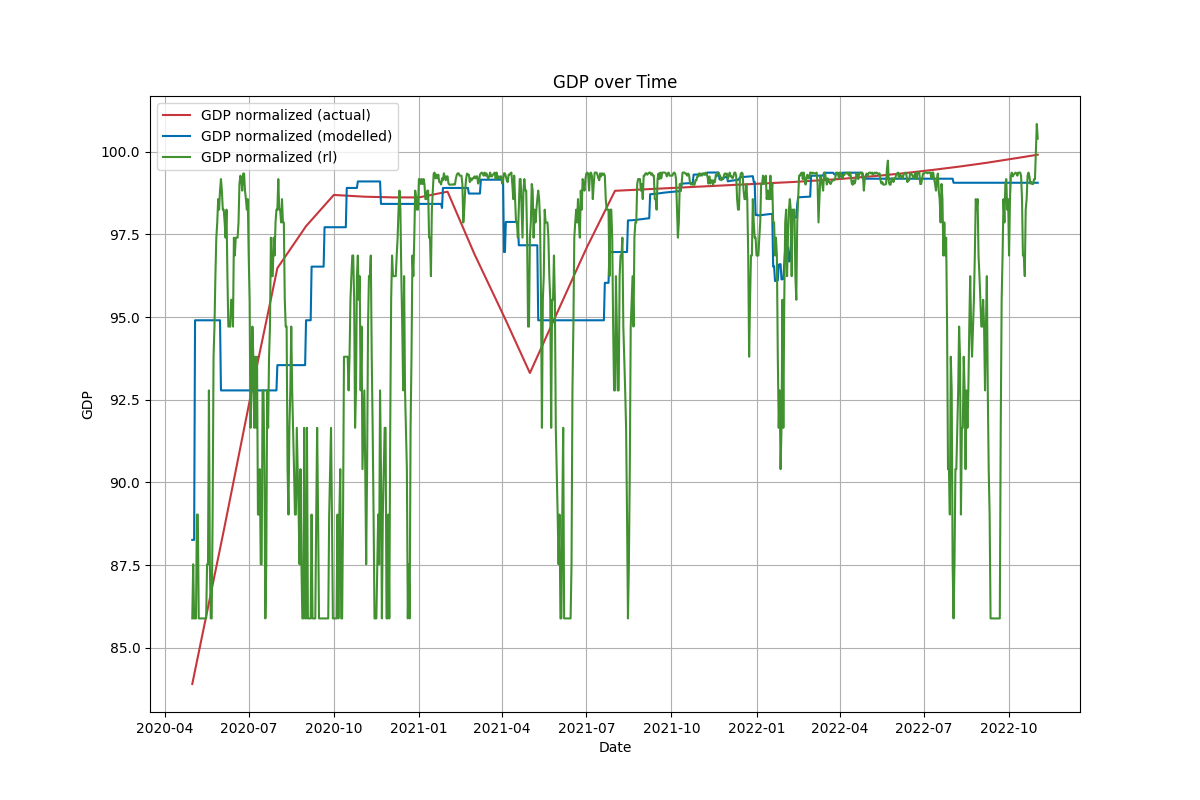 GDP over Time
GDP normalized (actual)
GDP normalized (modelled)
GDP normalized (rl)
100.0
97.5
95.0
92.5
90.0
87.5
85.0
GDP
2020-04 2020-07 2020-10 2021-01 2021-04 2021-07 2021-10 2022-01 2022-04 2022-07 2022-10
Date